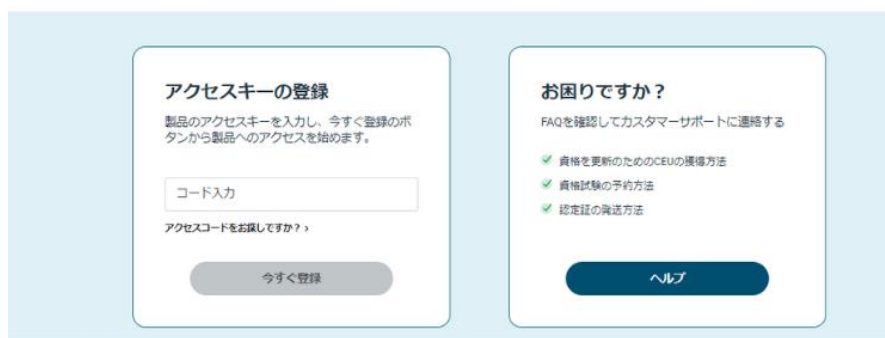 アクセスキーの登録
製品のアクセスキーを入力し、今すぐ登録のボ
タンから製品へのアクセスを始めます。
コード入力
アクセスコードをお探しですか？ ›
今すぐ登録
お困りですか？
FAQを確認してカスタマーサポートに連絡する
資格を更新のためのCEUの獲得方法
資格試験の予約方法
認定証の発送方法
ヘルプ